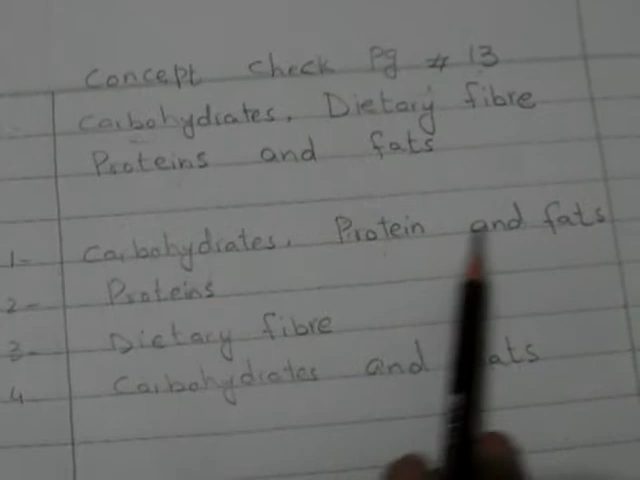 Concept Check Pg # 13
Carbohydrates. Dietary fibre
Proteins and fats
1- Carbohydrates. Protein and fats
2- Proteins
3- Dietary fibre
4 Carbohydrates and ats